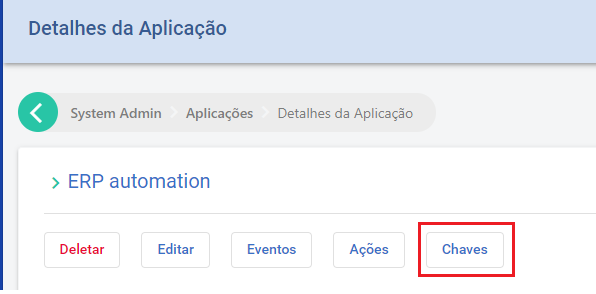 Detalhes da Aplicação
System Admin Aplicações Detalhes da Aplicação
ERP automation
Deletar Editar Eventos Ações Chaves